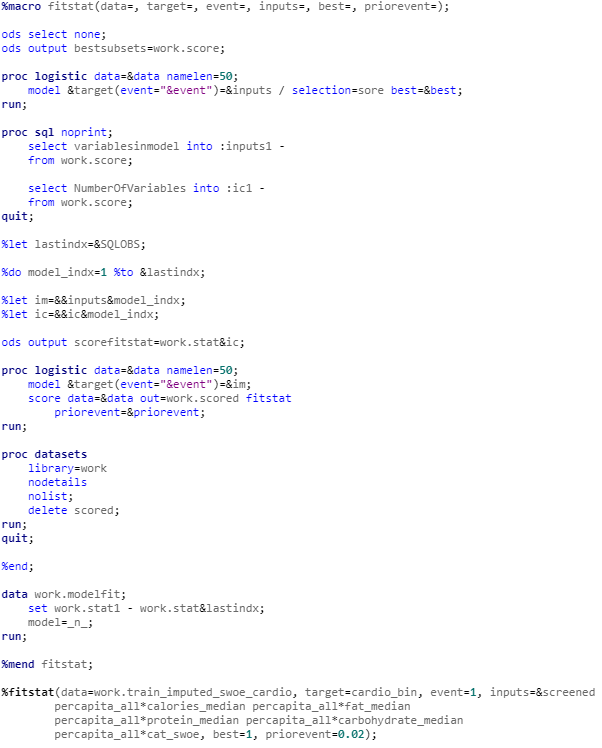 %macro fitstat(data=, target=, event=, inputs=, best=, priorevent=);
ods select none;
ods output bestsubsets=work.score;
proc logistic data=&data namelen=50;
model &target(event="&event")=&inputs / selection=sore best=&best;
run;
proc sql noprint;
select variablesinmodel into :inputs1 -
from work.score;
select NumberOfVariables into :ic1 -
from work.score;
quit;
%let lastindx=&SQLOBS;
%do model_indx=1 %to &lastindx;
%let im=&&inputs&model_indx;
%let ic=&&ic&model_indx;
ods output scorefitstat=work.stat&ic;
proc logistic data=&data namelen=50;
model &target(event="&event")=&im;
score data=&data out=work.scored fitstat
priorevent=&priorevent;
run;
proc datasets
library=work
nodetails
nolist;
delete scored;
run;
quit;
%end;
data work.modelfit;
set work.stat1 - work.stat&lastindx;
model=_n_;
run;
%mend fitstat;
%fitstat(data=work.train_imputed_swoe_cardio, target=cardio_bin, event=1, inputs=&screened
percapita_all*calories_median percapita_all*fat_median
percapita_all*protein_median percapita_all*carbohydrate_median
percapita_all*cat_swoe, best=1, priorevent=0.02);